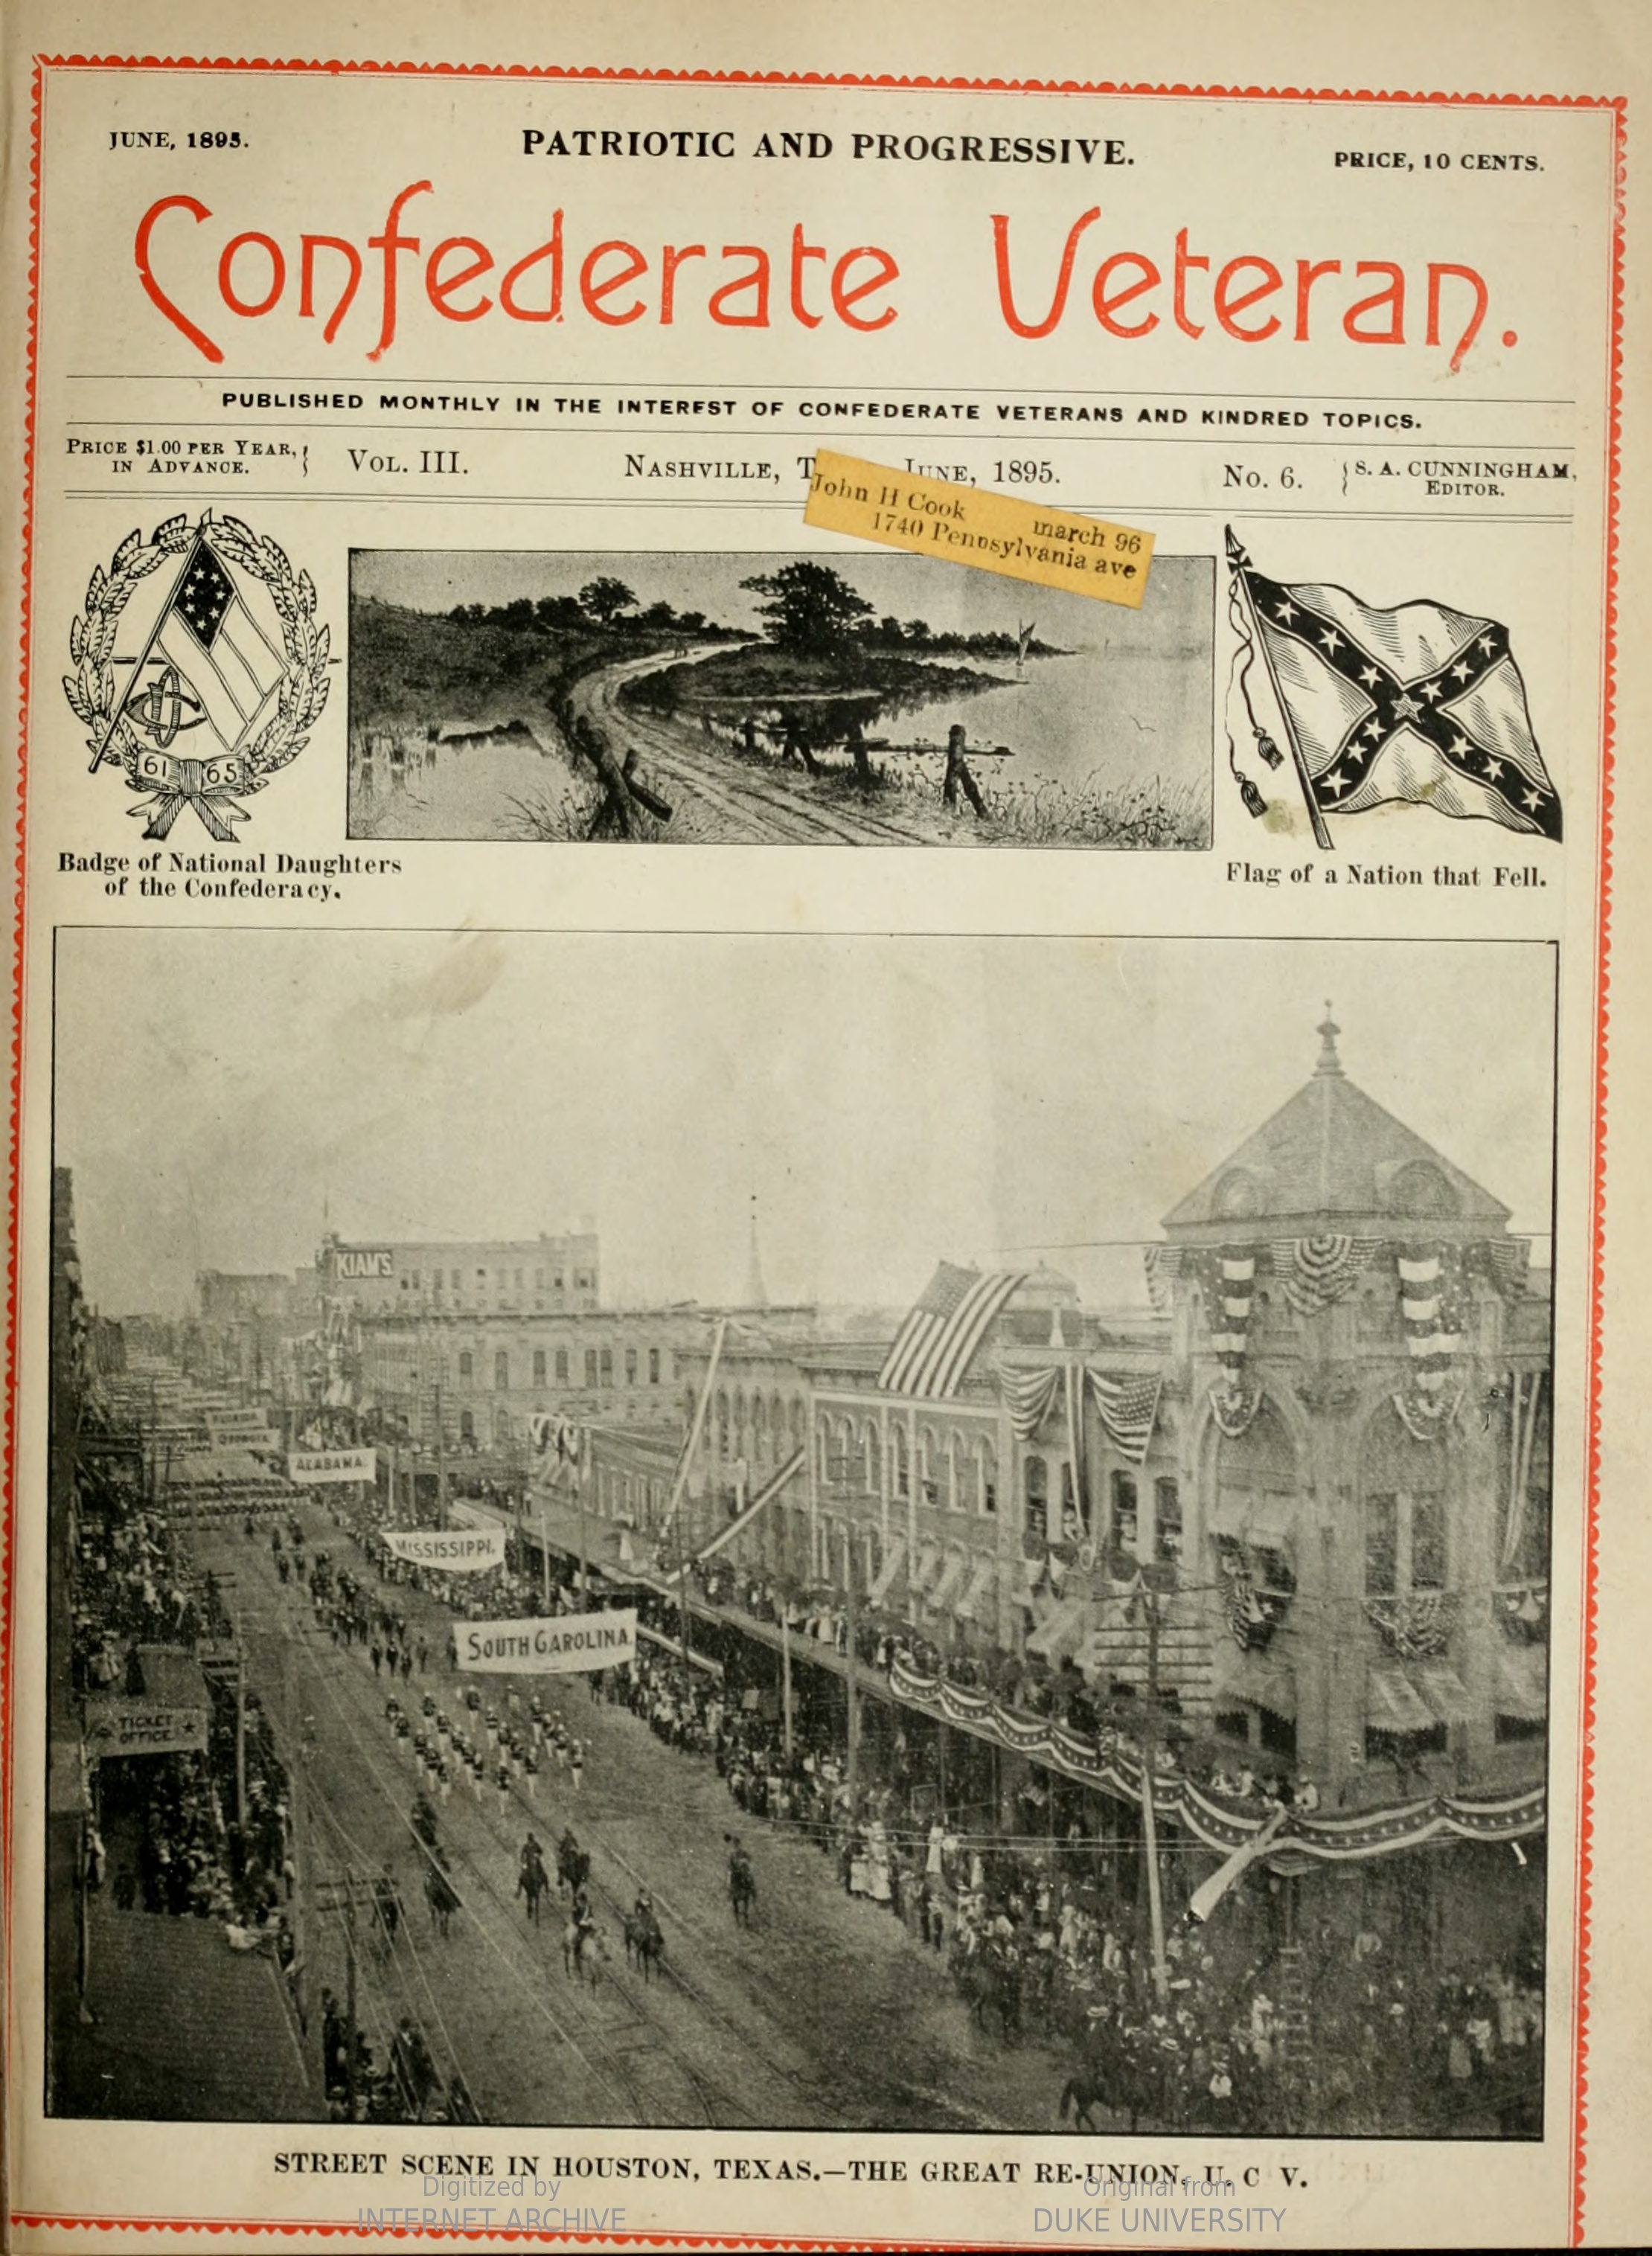 JUNE, 1895.
PATRIOTIC AND PROGRESSIVE.
PRICE, 10 CENTS.
Confederate Veteran.
PUBLISHED MONTHLY IN THE INTEREST OF CONFEDERATE VETERANS AND KINDRED TOPICS.
PRICE $1.00 PER YEAR,
IN ADVANCE.
VOL. III.
NASHVILLE, T
JUNE, 1895.
No. 6.
S. A. CUNNINGHAM,
EDITOR.
John H Cook march 96
1740 Pennsylvania ave
61 65
Badge of National Daughters
of the Confederacy.
Flag of a Nation that Fell.
KIAM'S
FLORIDA
GEORGIA
ALABAMA.
MISSISSIPPI.
SOUTH CAROLINA
TICKET
OFFICE
STREET SCENE IN HOUSTON, TEXAS.—THE GREAT RE-UNION, U. C V.
Digitized by
INTERNET ARCHIVE
Original from
DUKE UNIVERSITY